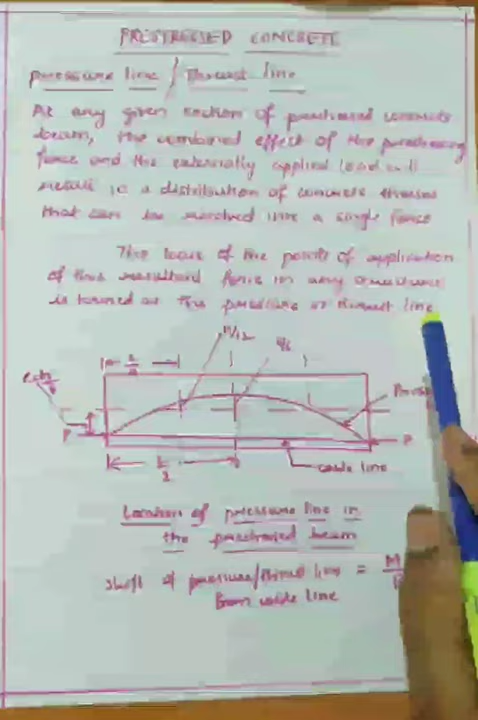 PRESTRESSED CONCRETE
pressure line / Thrust line
At any given section of prestressed concrete
beam, the combined effect of the prestressing
force and the externally applied load will
result in a distribution of concrete stresses
that can be resolved into a single force
The locus of the points of application
of this resultant force in any structure
is termed as the pressure or thrust line
h/12
h/6
L/4
P
P
L/2
cable line
Location of pressure line in
the prestressed beam
shift of pressure/thrust line = M
from cable line